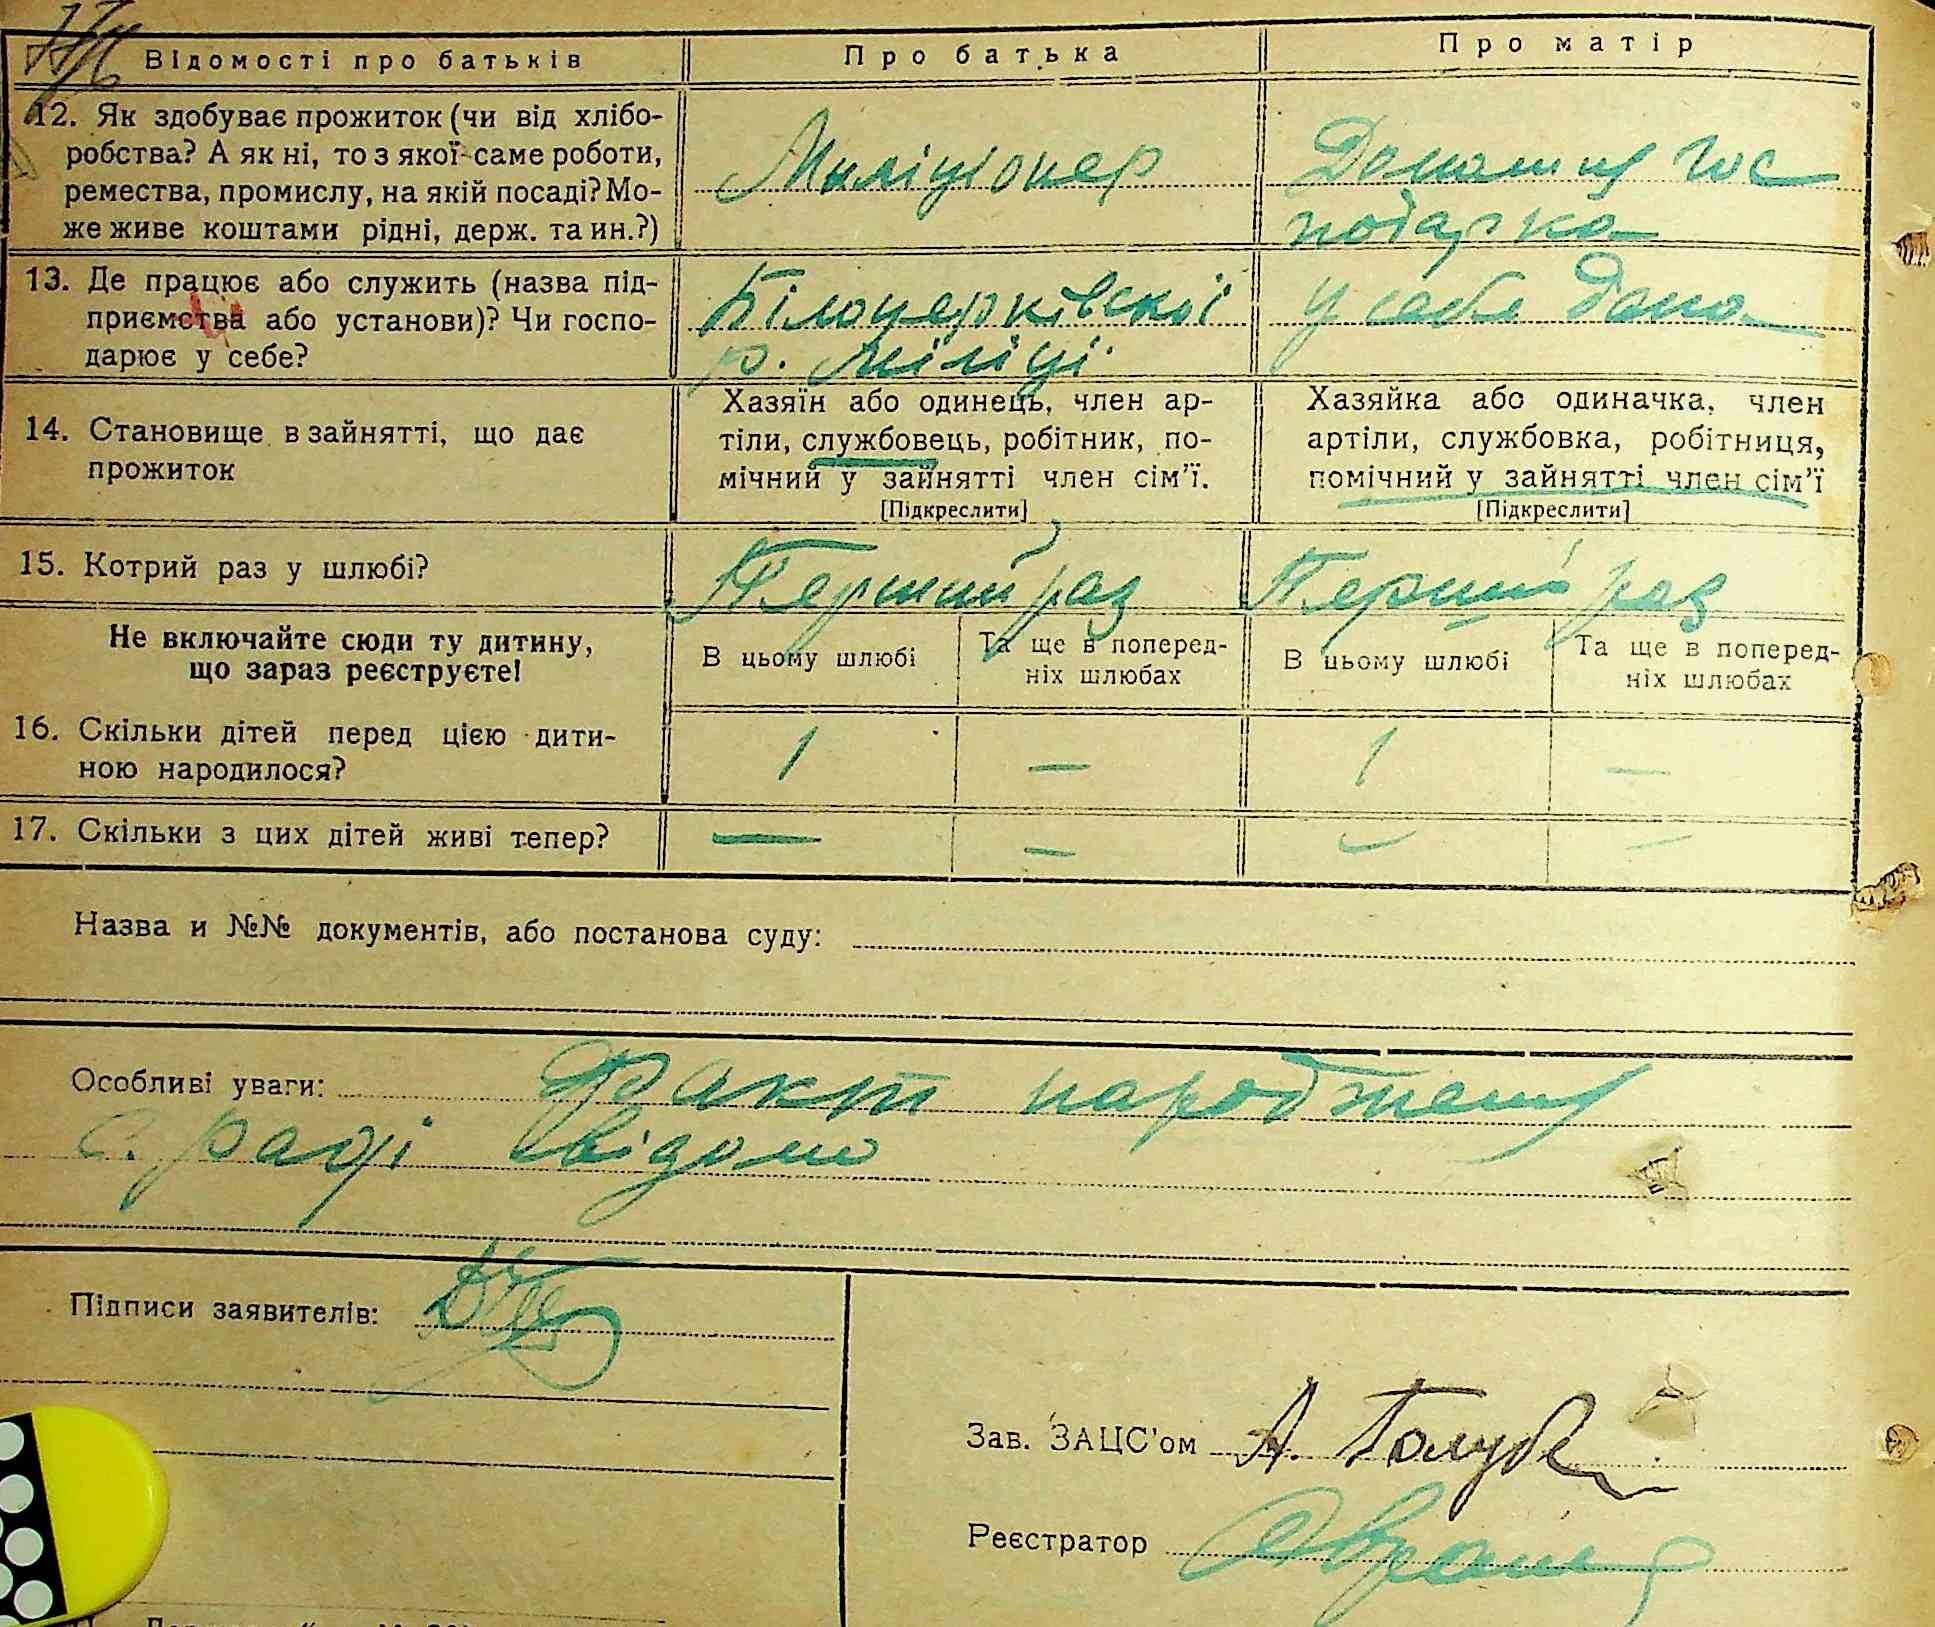 Відомості про батьків
Про батька
Про матір
12. Як здобуває прожиток (чи від хлібо-
робства? А як ні, то з якої саме роботи,
ремества, промислу, на якій посаді? Мо-
же живе коштами рідні, держ. та ин.?)
Миліціонер
Домашня гос
подарка
13. Де працює або служить (назва під-
приємства або установи)? Чи госпо-
дарює у себе?
Білоцерківскої
р. міліці
у себе дома
14. Становище в зайнятті, що дає
прожиток
Хазяїн або одинець, член ар-
тіли, службовець, робітник, по-
мічний у зайнятті член сім'ї.
[Підкреслити]
Хазяйка або одиначка, член
артіли, службовка, робітниця,
помічний у зайнятті член сім'ї
[Підкреслити]
15. Котрий раз у шлюбі?
Перший раз
Перший раз
Не включайте сюди ту дитину,
що зараз реєструєте!
В цьому шлюбі
Та ще в поперед-
ніх шлюбах
В цьому шлюбі
Та ще в поперед-
ніх шлюбах
16. Скільки дітей перед цією дити-
ною народилося?
1 — 1 —
17. Скільки з цих дітей живі тепер?
— — — —
Назва и №№ документів, або постанова суду:
Особливі уваги: Факт народження
с. раді відомо
Підписи заявителів:
Зав. ЗАЦС'ом А. Голуб
Реєстратор